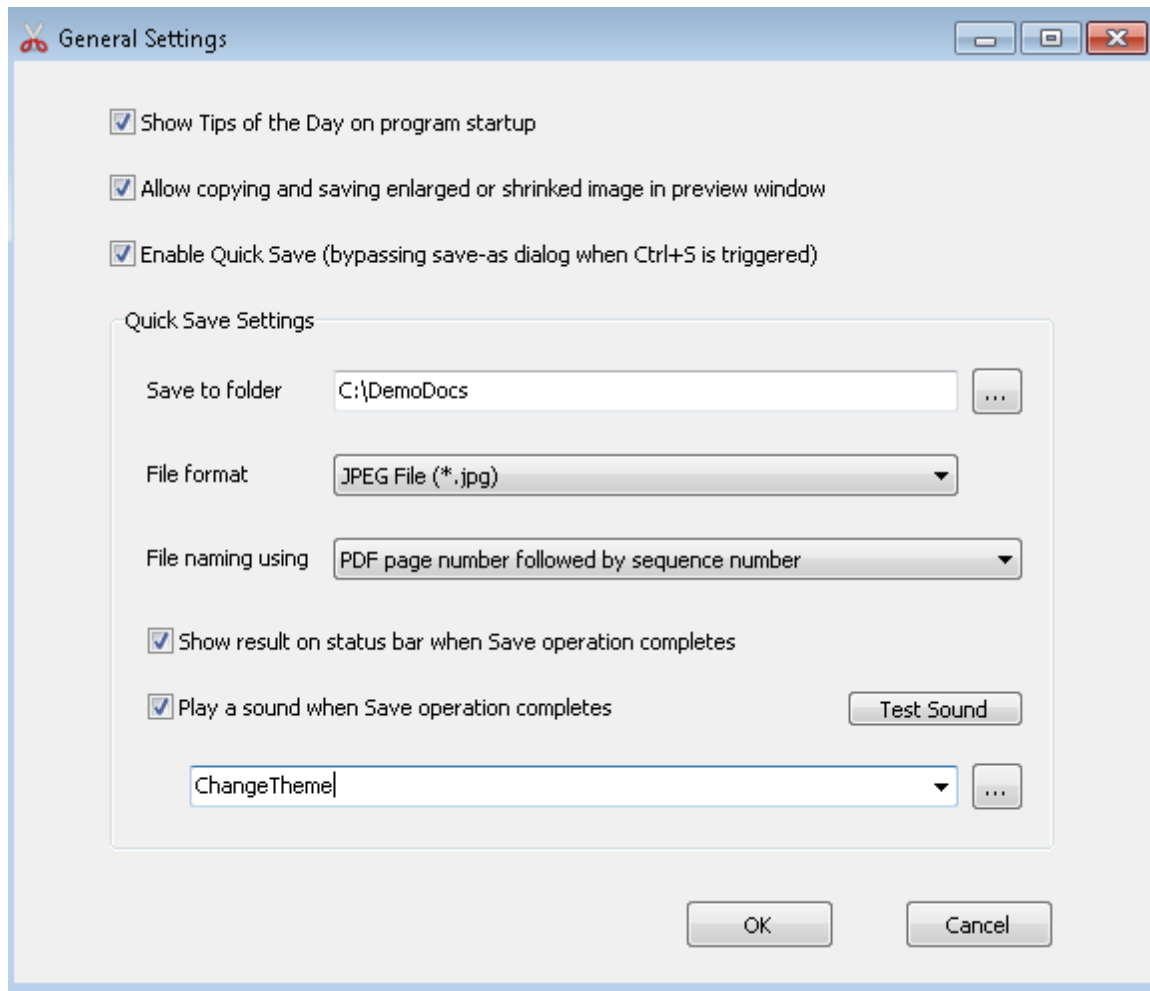 General Settings
Show Tips of the Day on program startup
Allow copying and saving enlarged or shrinked image in preview window
Enable Quick Save (bypassing save-as dialog when Ctrl+S is triggered)
Quick Save Settings
Save to folder C:\DemoDocs ...
File format JPEG File (*.jpg)
File naming using PDF page number followed by sequence number
Show result on status bar when Save operation completes
Play a sound when Save operation completes Test Sound
ChangeTheme ...
OK Cancel